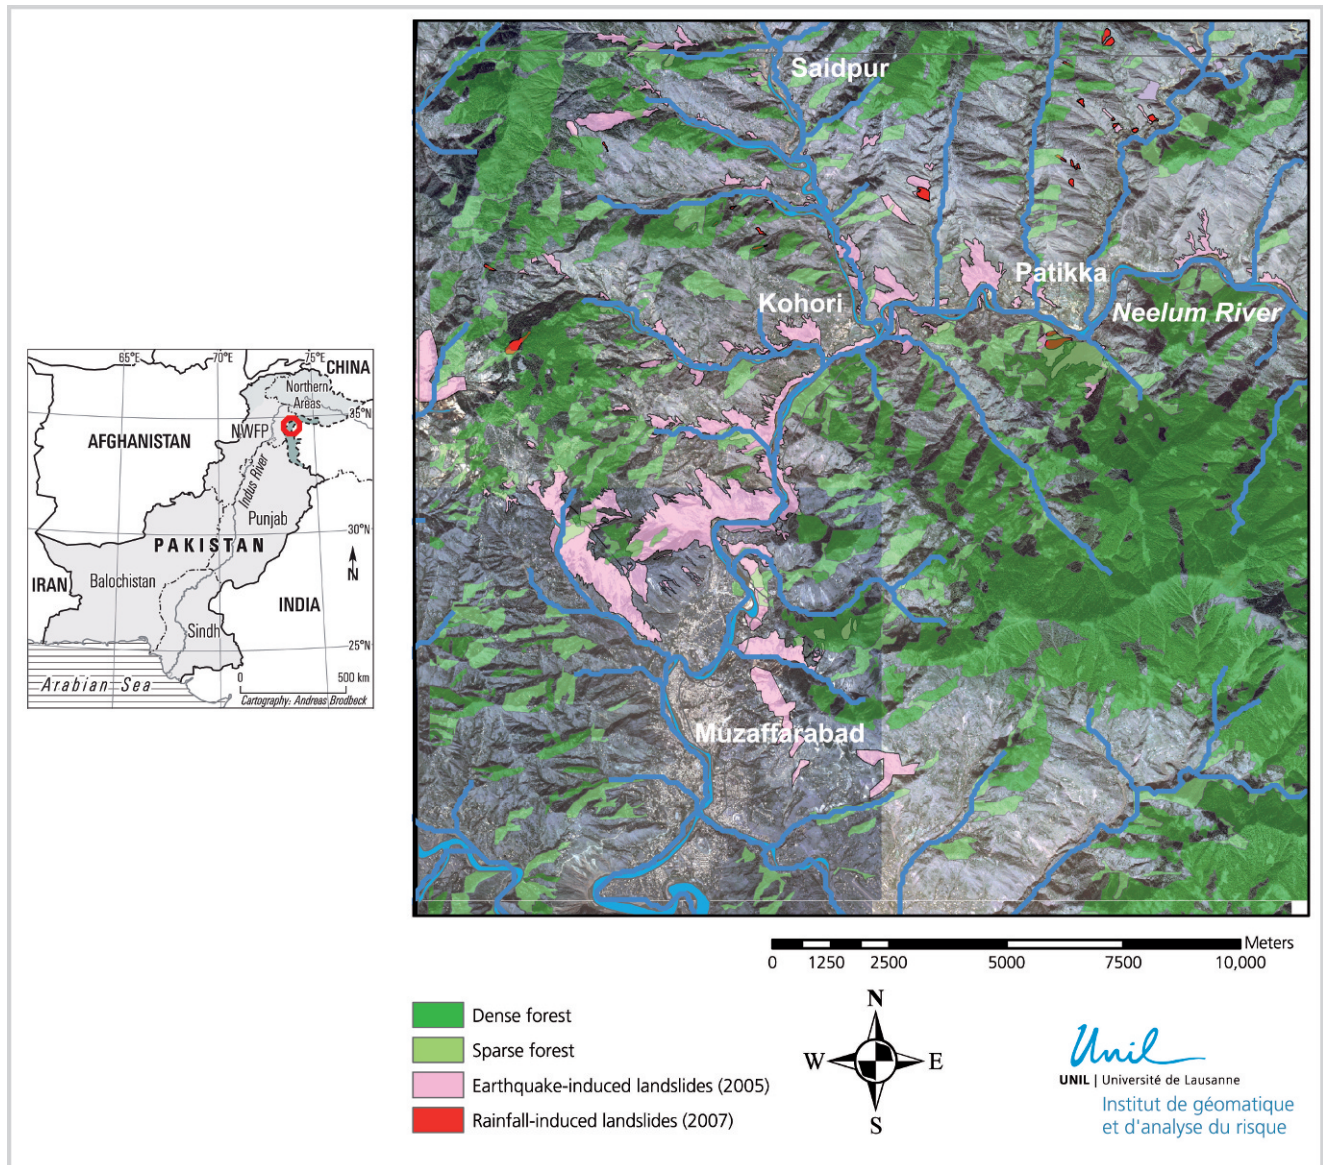 Saidpur
Patikka
Kohori
Neelum River
Muzaffarabad
65°E
70°E
75°E
CHINA
Northern
Areas
35°N
NWFP
AFGHANISTAN
Indus River
Punjab
30°N
PAKISTAN
N
IRAN
Balochistan
INDIA
Sindh
25°N
0
500 km
Arabian Sea
Cartography: Andreas Brodbeck
Meters
0
1250
2500
5000
7500
10,000
Dense forest
Sparse forest
Earthquake-induced landslides (2005)
Rainfall-induced landslides (2007)
N
W
E
S
Unil
UNIL | Université de Lausanne
Institut de géomatique
et d'analyse du risque